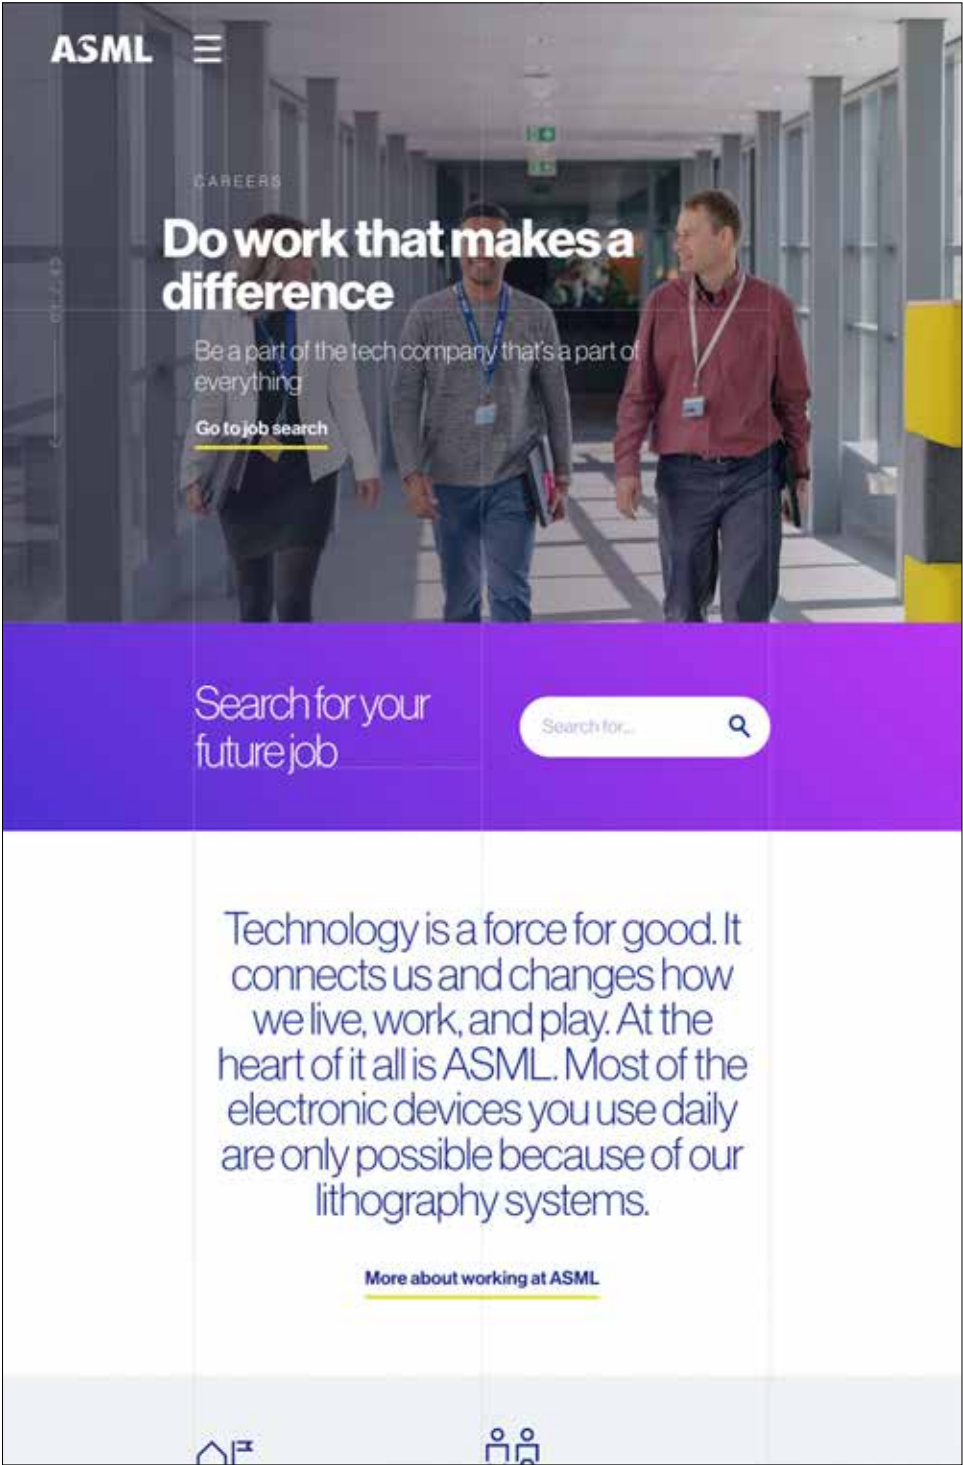 ASML
CAREERS
Do work that makes a
difference
Be a part of the tech company that's a part of
everything
Go to job search
Search for your
future job
Search for...
Technology is a force for good. It
connects us and changes how
we live, work, and play. At the
heart of it all is ASML. Most of the
electronic devices you use daily
are only possible because of our
lithography systems.
More about working at ASML